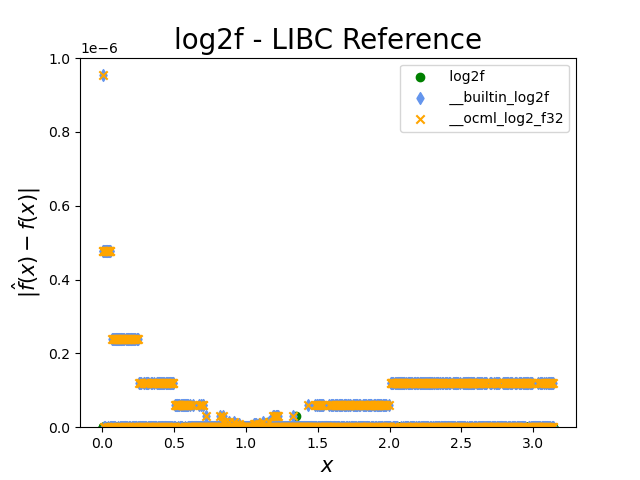 log2f - LIBC Reference
1e−6
1.0
0.8
0.6
0.4
0.2
0.0
|f̂(x) − f(x)|
log2f
__builtin_log2f
__ocml_log2_f32
0.0 0.5 1.0 1.5 2.0 2.5 3.0
x